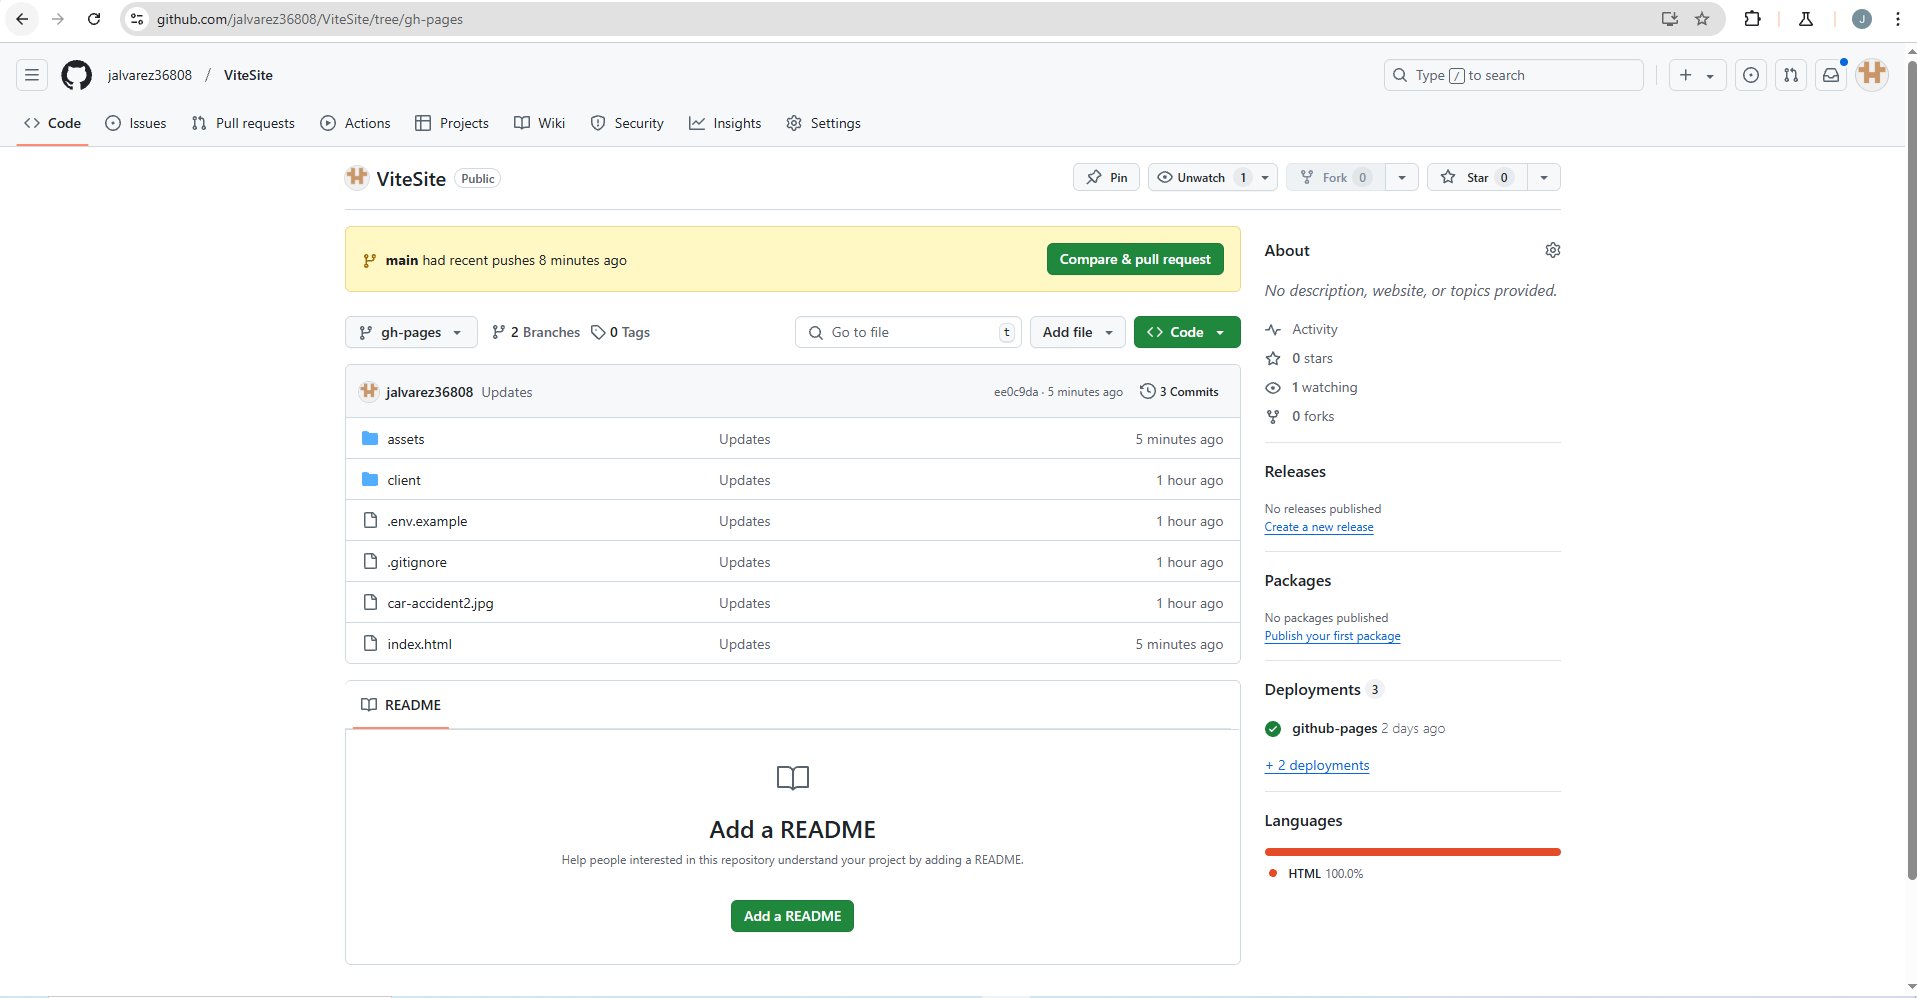 github.com/jalvarez36808/ViteSite/tree/gh-pages
J
jalvarez36808 / ViteSite
Type / to search
Code Issues Pull requests Actions Projects Wiki Security Insights Settings
ViteSite Public
Pin Unwatch 1 Fork 0 Star 0
main had recent pushes 8 minutes ago
Compare & pull request
gh-pages 2 Branches 0 Tags
Go to file t Add file Code
jalvarez36808 Updates ee0c9da · 5 minutes ago 3 Commits
assets Updates 5 minutes ago
client Updates 1 hour ago
.env.example Updates 1 hour ago
.gitignore Updates 1 hour ago
car-accident2.jpg Updates 1 hour ago
index.html Updates 5 minutes ago
README
Add a README
Help people interested in this repository understand your project by adding a README.
Add a README
About
No description, website, or topics provided.
Activity
0 stars
1 watching
0 forks
Releases
No releases published
Create a new release
Packages
No packages published
Publish your first package
Deployments 3
github-pages 2 days ago
+ 2 deployments
Languages
HTML 100.0%